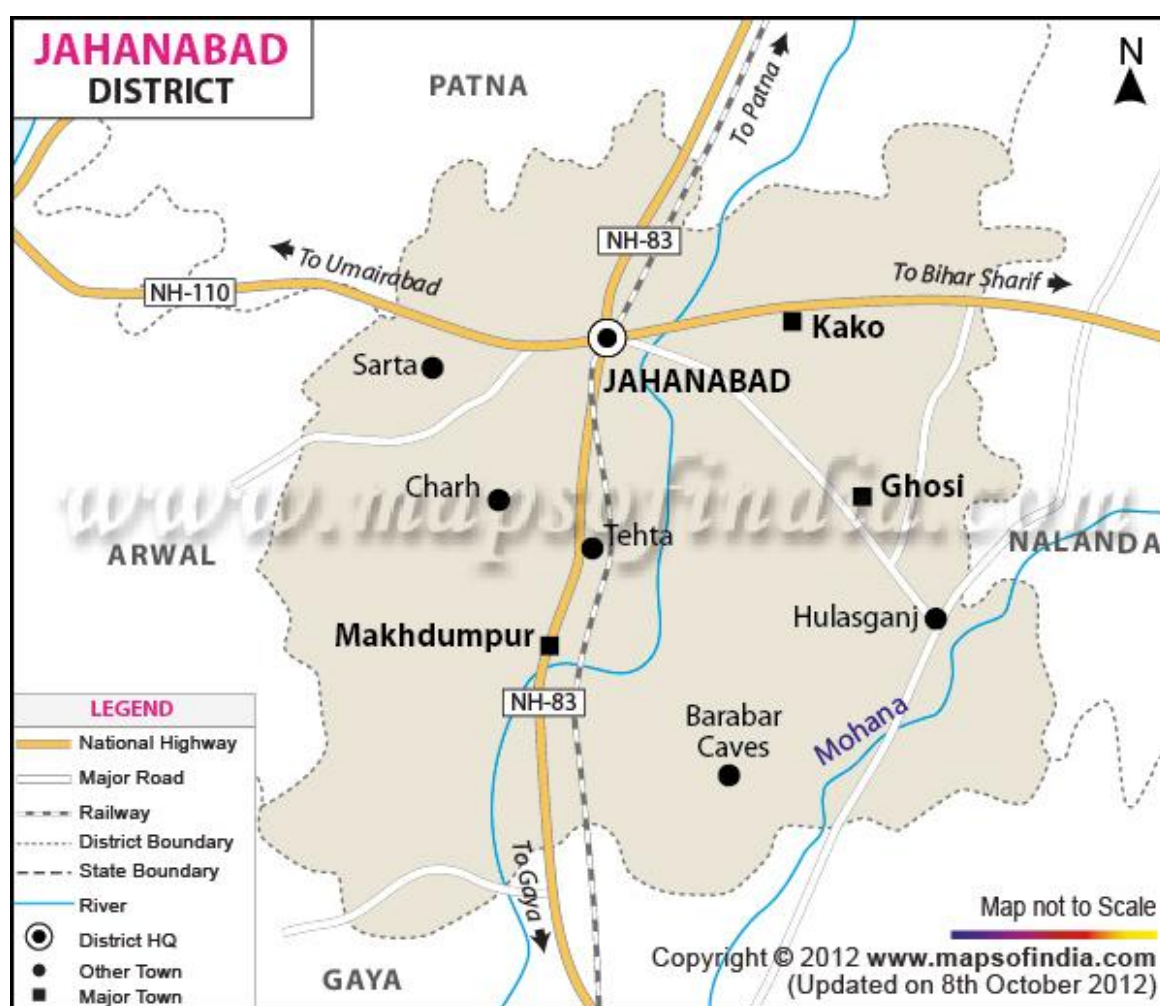 JAHANABAD
DISTRICT
PATNA
N
To Patna
NH-83
To Umairabad
NH-110
To Bihar Sharif
Kako
Sarta
JAHANABAD
www.mapsofindia.com
Charh
Ghosi
ARWAL
Tehta
NALANDA
Makhdumpur
Hulasganj
NH-83
Barabar
Caves
Mohana
LEGEND
National Highway
Major Road
Railway
District Boundary
State Boundary
River
District HQ
Other Town
Major Town
To Gaya
GAYA
Map not to Scale
Copyright © 2012 www.mapsofindia.com
(Updated on 8th October 2012)